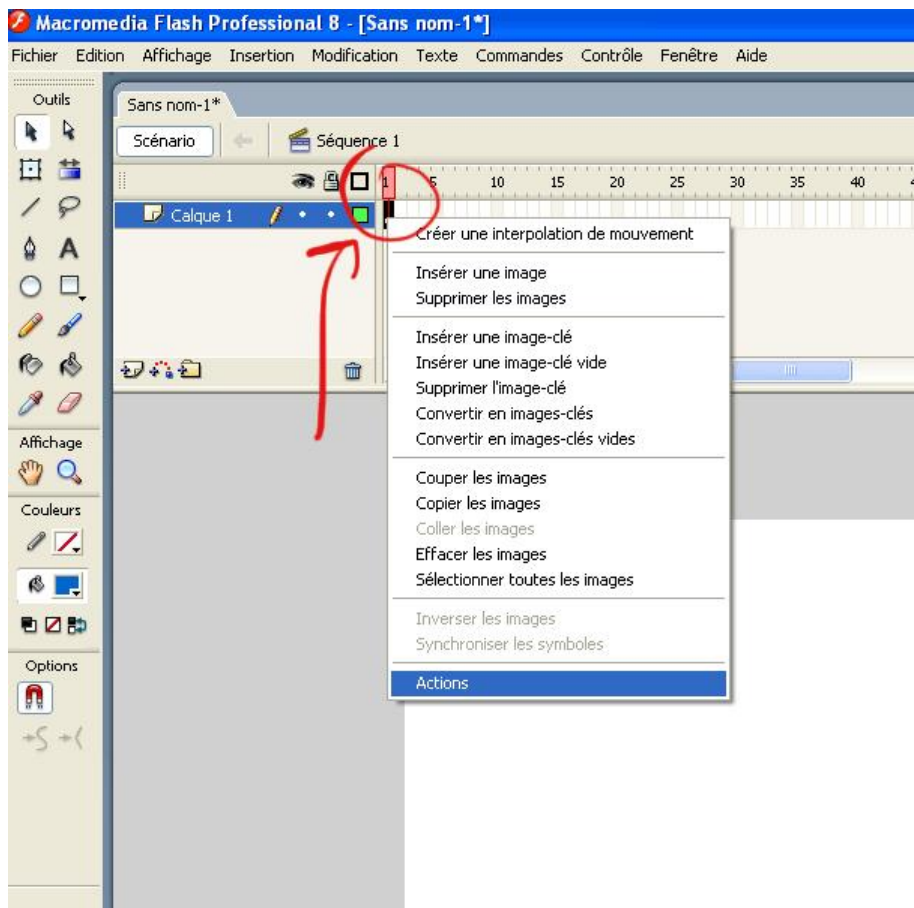 Macromedia Flash Professional 8 - [Sans nom-1*]
Fichier Edition Affichage Insertion Modification Texte Commandes Contrôle Fenêtre Aide
Outils
Sans nom-1*
Scénario
Séquence 1
1 5 10 15 20 25 30 35 40
Calque 1
A
Créer une interpolation de mouvement
Insérer une image
Supprimer les images
Insérer une image-clé
Insérer une image-clé vide
Supprimer l'image-clé
Convertir en images-clés
Convertir en images-clés vides
Affichage
Couper les images
Copier les images
Coller les images
Effacer les images
Sélectionner toutes les images
Couleurs
Inverser les images
Synchroniser les symboles
Options
Actions